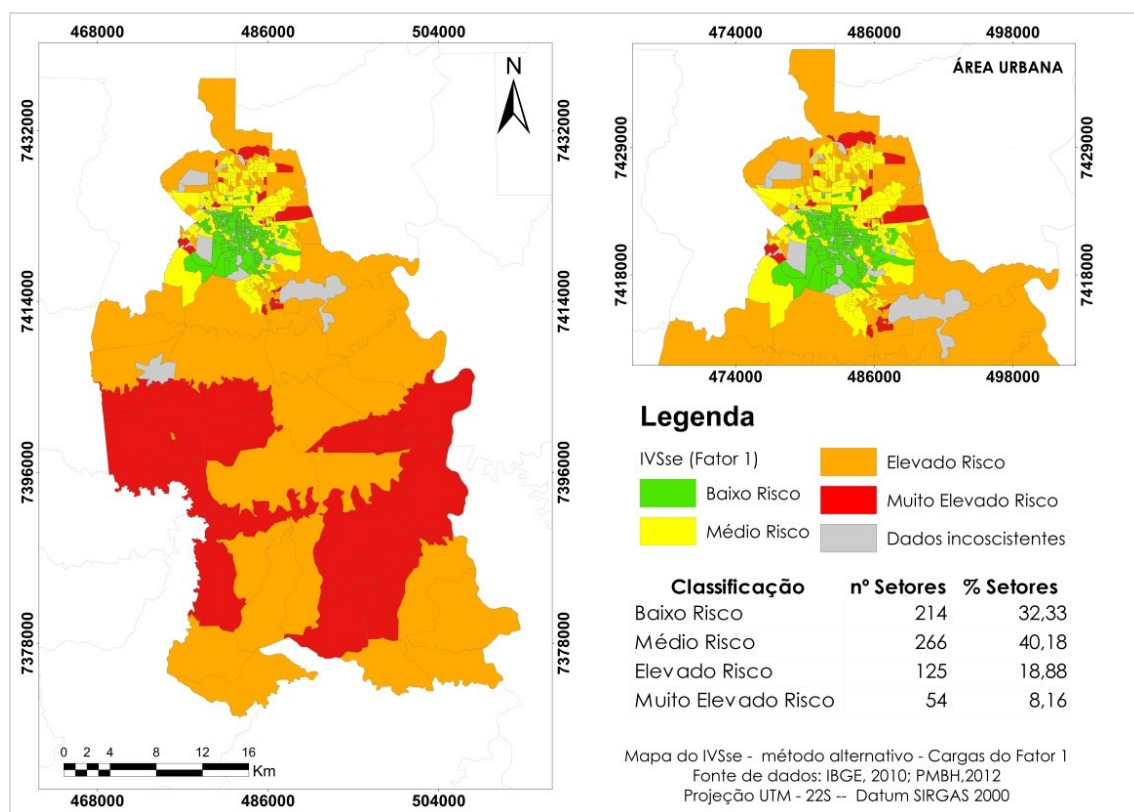 468000 486000 504000
N
7432000 7432000
7414000 7414000
7396000 7396000
7378000 7378000
0 2 4 8 12 16
Km
468000 486000 504000
474000 486000 498000
ÁREA URBANA
7429000 7429000
7418000 7418000
474000 486000 498000
Legenda
IVSse (Fator 1)
Baixo Risco
Médio Risco
Elevado Risco
Muito Elevado Risco
Dados incoscistentes
Classificação nº Setores % Setores
Baixo Risco 214 32,33
Médio Risco 266 40,18
Elevado Risco 125 18,88
Muito Elevado Risco 54 8,16
Mapa do IVSse - método alternativo - Cargas do Fator 1
Fonte de dados: IBGE, 2010; PMBH,2012
Projeção UTM - 22S -- Datum SIRGAS 2000